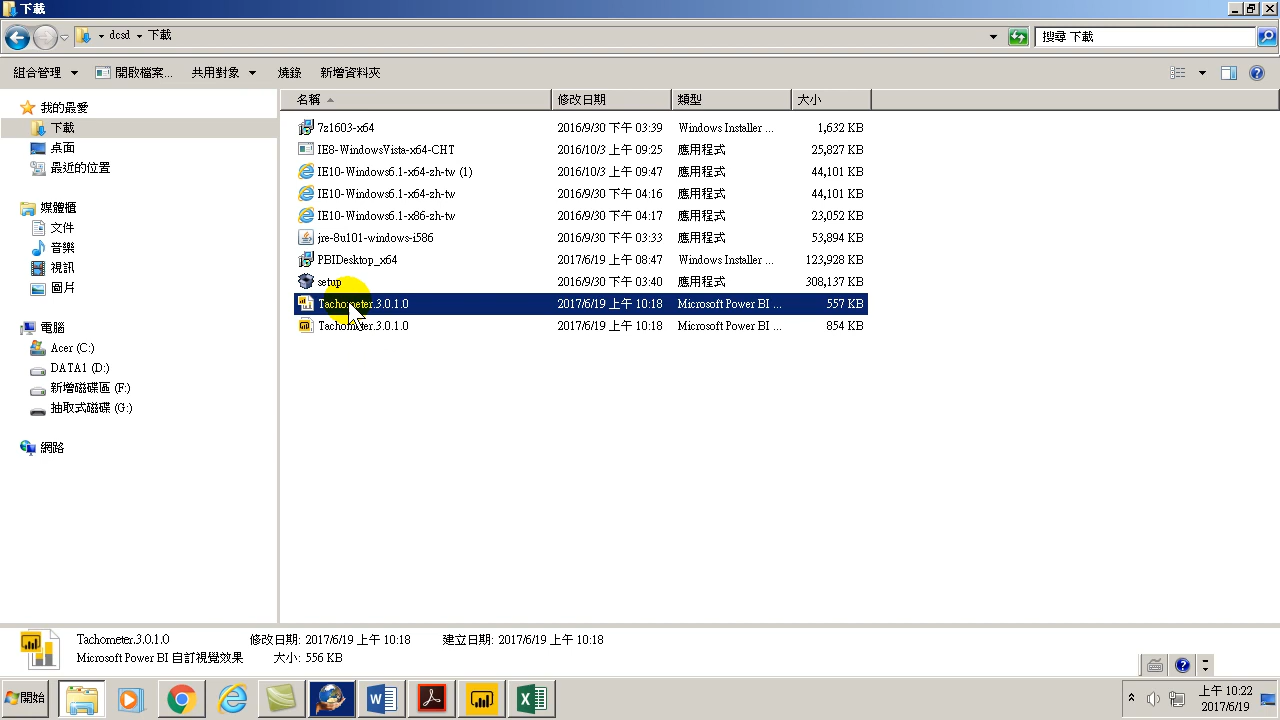 下載
dcsd 下載
搜尋 下載
組合管理 開啟檔案... 共用對象 燒錄 新增資料夾
我的最愛
下載
桌面
最近的位置
媒體櫃
文件
音樂
視訊
圖片
電腦
Acer (C:)
DATA1 (D:)
新增磁碟區 (F:)
抽取式磁碟 (G:)
網路
名稱 修改日期 類型 大小
7z1603-x64 2016/9/30 下午 03:39 Windows Installer ... 1,632 KB
IE8-WindowsVista-x64-CHT 2016/10/3 上午 09:25 應用程式 25,827 KB
IE10-Windows6.1-x64-zh-tw (1) 2016/10/3 上午 09:47 應用程式 44,101 KB
IE10-Windows6.1-x64-zh-tw 2016/9/30 下午 04:16 應用程式 44,101 KB
IE10-Windows6.1-x86-zh-tw 2016/9/30 下午 04:17 應用程式 23,052 KB
jre-8u101-windows-i586 2016/9/30 下午 03:33 應用程式 53,894 KB
PBIDesktop_x64 2017/6/19 上午 08:47 Windows Installer ... 123,928 KB
setup 2016/9/30 下午 03:40 應用程式 308,137 KB
Tachometer.3.0.1.0 2017/6/19 上午 10:18 Microsoft Power BI ... 557 KB
Tachometer.3.0.1.0 2017/6/19 上午 10:18 Microsoft Power BI ... 854 KB
Tachometer.3.0.1.0 修改日期: 2017/6/19 上午 10:18 建立日期: 2017/6/19 上午 10:18
Microsoft Power BI 自訂視覺效果 大小: 556 KB
開始
上午 10:22
2017/6/19